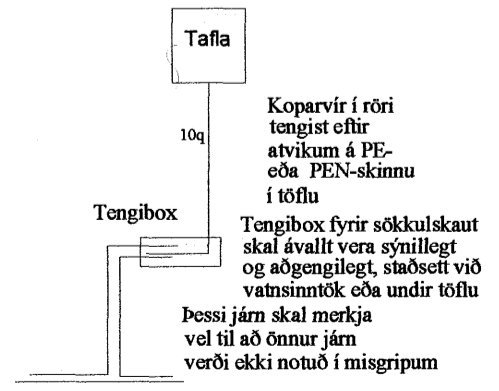 Tafla
10q
Koparvír í röri
tengist eftir
atvikum á PE-
eða PEN-skinnu
í töflu
Tengibox
Tengibox fyrir sökkulskaut
skal ávallt vera sýnillegt
og aðgengilegt, staðsett við
vatnsinntök eða undir töflu
Þessi járn skal merkja
vel til að önnur járn
verði ekki notuð í misgripum